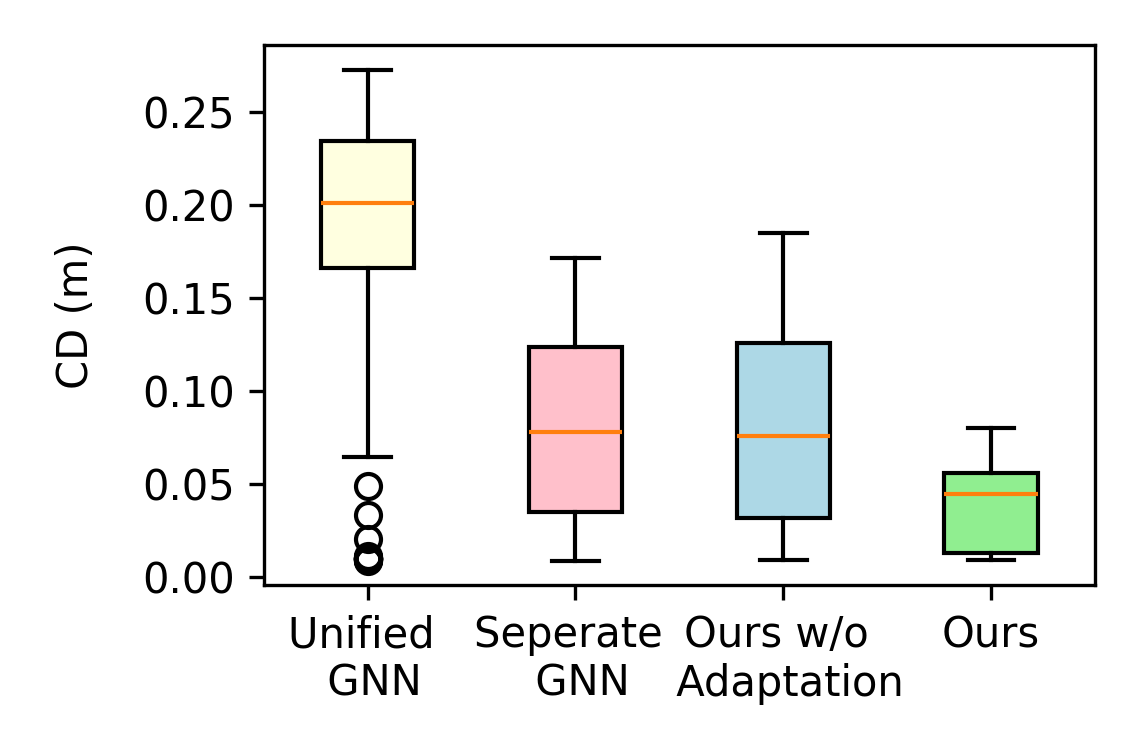 CD (m)
0.25
0.20
0.15
0.10
0.05
0.00
Unified
GNN
Seperate
GNN
Ours w/o
Adaptation
Ours